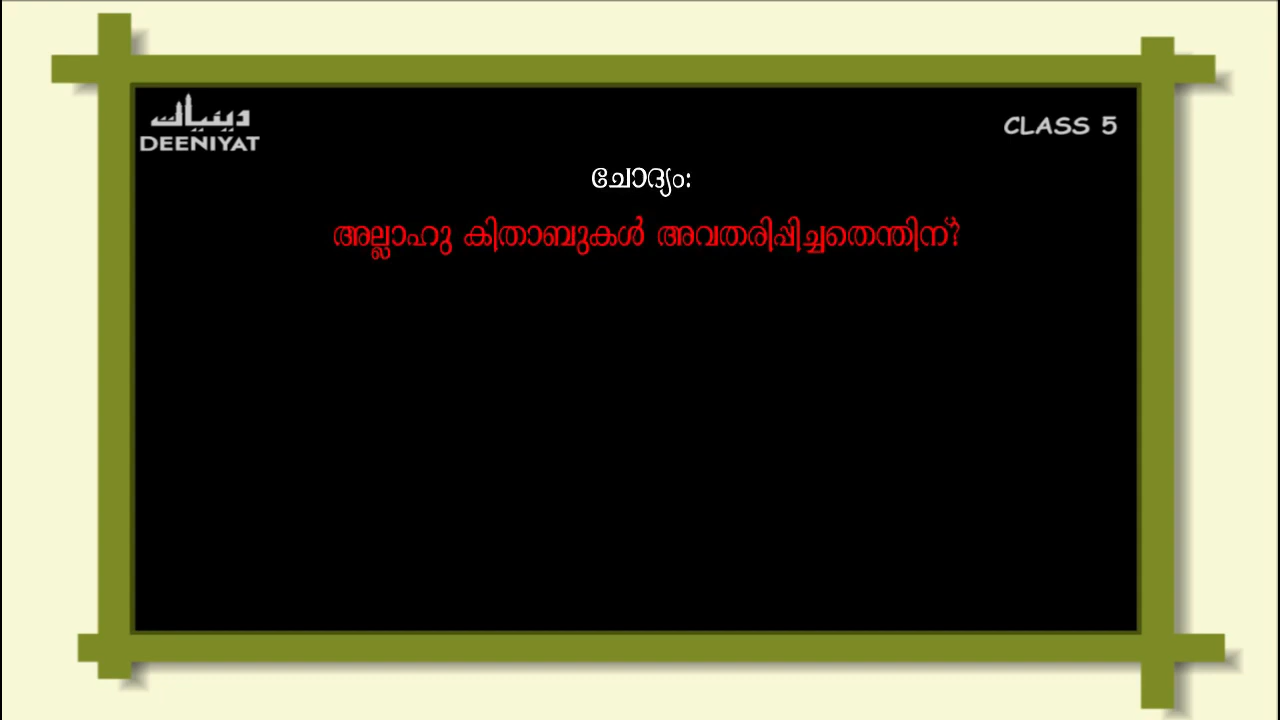 دينيات
DEENIYAT
CLASS 5
ചോദ്യം:
അല്ലാഹു കിതാബുകൾ അവതരിപ്പിച്ചതെന്തിന്?